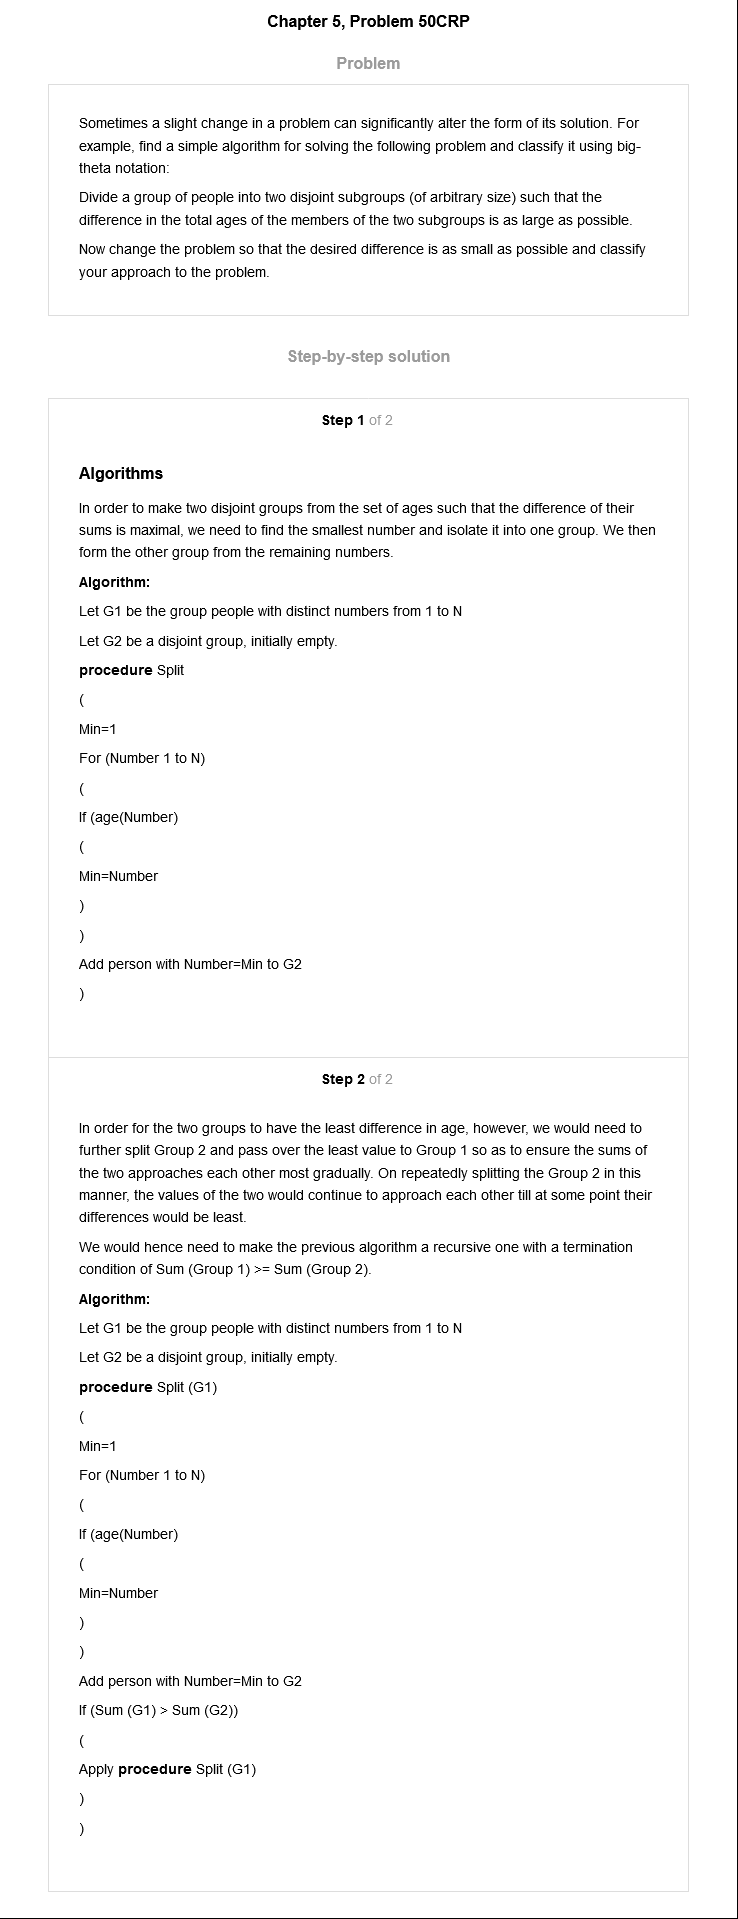 Chapter 5, Problem 50CRP
Problem
Sometimes a slight change in a problem can significantly alter the form of its solution. For
example, find a simple algorithm for solving the following problem and classify it using big-
theta notation:
Divide a group of people into two disjoint subgroups (of arbitrary size) such that the
difference in the total ages of the members of the two subgroups is as large as possible.
Now change the problem so that the desired difference is as small as possible and classify
your approach to the problem.
Step-by-step solution
Step 1 of 2
Algorithms
In order to make two disjoint groups from the set of ages such that the difference of their
sums is maximal, we need to find the smallest number and isolate it into one group. We then
form the other group from the remaining numbers.
Algorithm:
Let G1 be the group people with distinct numbers from 1 to N
Let G2 be a disjoint group, initially empty.
procedure Split
(
Min=1
For (Number 1 to N)
(
If (age(Number)
(
Min=Number
)
)
Add person with Number=Min to G2
)
Step 2 of 2
In order for the two groups to have the least difference in age, however, we would need to
further split Group 2 and pass over the least value to Group 1 so as to ensure the sums of
the two approaches each other most gradually. On repeatedly splitting the Group 2 in this
manner, the values of the two would continue to approach each other till at some point their
differences would be least.
We would hence need to make the previous algorithm a recursive one with a termination
condition of Sum (Group 1) >= Sum (Group 2).
Algorithm:
Let G1 be the group people with distinct numbers from 1 to N
Let G2 be a disjoint group, initially empty.
procedure Split (G1)
(
Min=1
For (Number 1 to N)
(
If (age(Number)
(
Min=Number
)
)
Add person with Number=Min to G2
If (Sum (G1) > Sum (G2))
(
Apply procedure Split (G1)
)
)